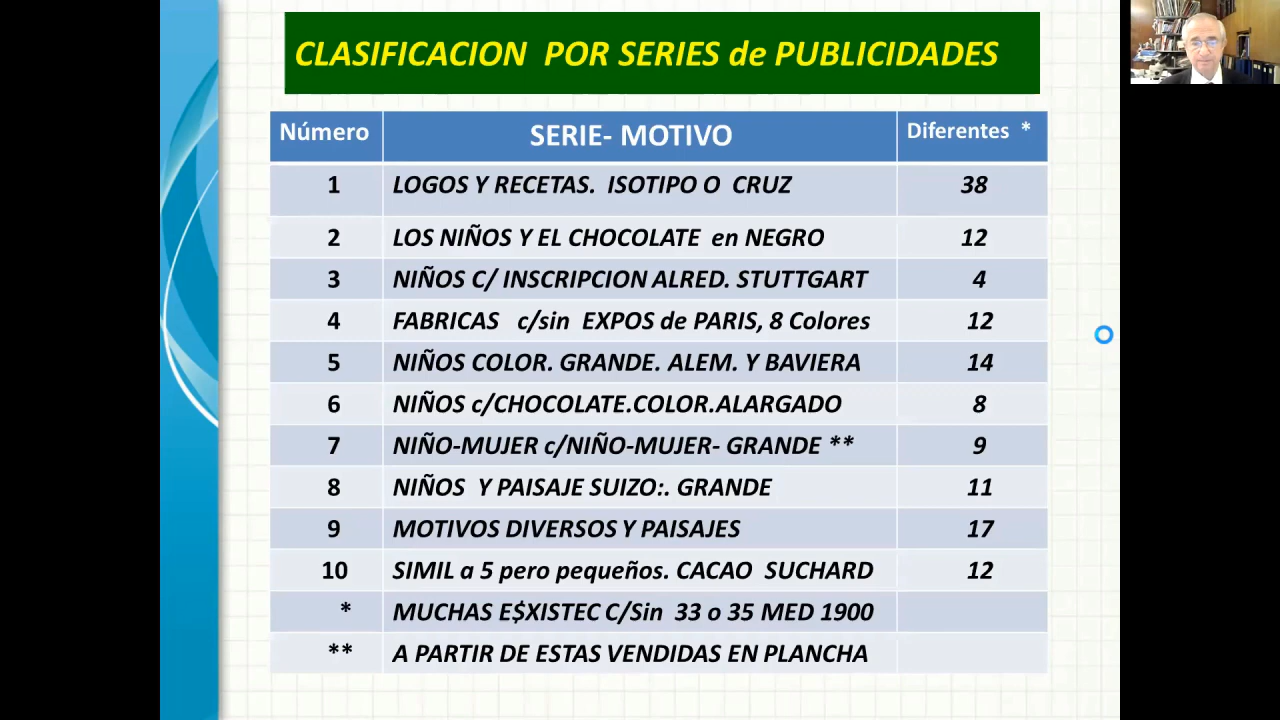 CLASIFICACION POR SERIES de PUBLICIDADES
Número SERIE- MOTIVO Diferentes *
1 LOGOS Y RECETAS. ISOTIPO O CRUZ 38
2 LOS NIÑOS Y EL CHOCOLATE en NEGRO 12
3 NIÑOS C/ INSCRIPCION ALRED. STUTTGART 4
4 FABRICAS c/sin EXPOS de PARIS, 8 Colores 12
5 NIÑOS COLOR. GRANDE. ALEM. Y BAVIERA 14
6 NIÑOS c/CHOCOLATE.COLOR.ALARGADO 8
7 NIÑO-MUJER c/NIÑO-MUJER- GRANDE ** 9
8 NIÑOS Y PAISAJE SUIZO:. GRANDE 11
9 MOTIVOS DIVERSOS Y PAISAJES 17
10 SIMIL a 5 pero pequeños. CACAO SUCHARD 12
* MUCHAS E$XISTEC C/Sin 33 o 35 MED 1900
** A PARTIR DE ESTAS VENDIDAS EN PLANCHA